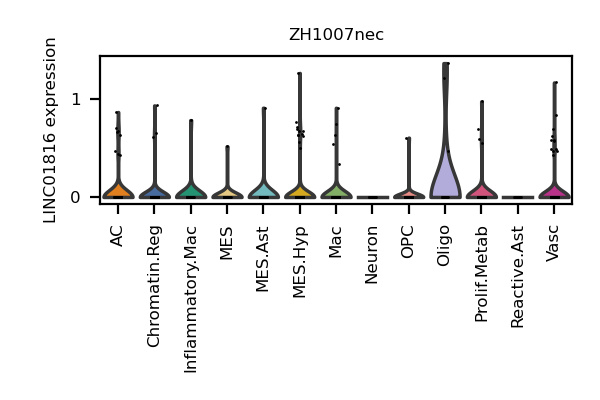 ZH1007nec
LINC01816 expression
1
0
AC
Chromatin.Reg
Inflammatory.Mac
MES
MES.Ast
MES.Hyp
Mac
Neuron
OPC
Oligo
Prolif.Metab
Reactive.Ast
Vasc